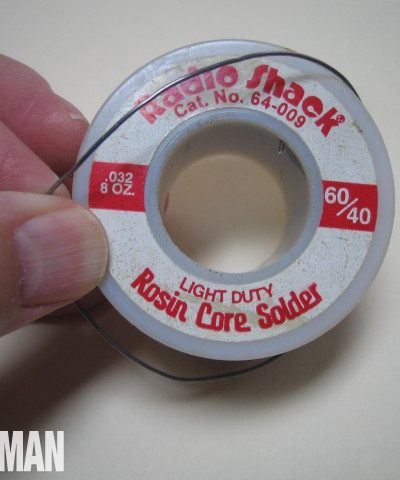 Radio Shack®
Cat. No. 64-009
.032
8 OZ.
60/40
LIGHT DUTY
Rosin Core Solder
MAN